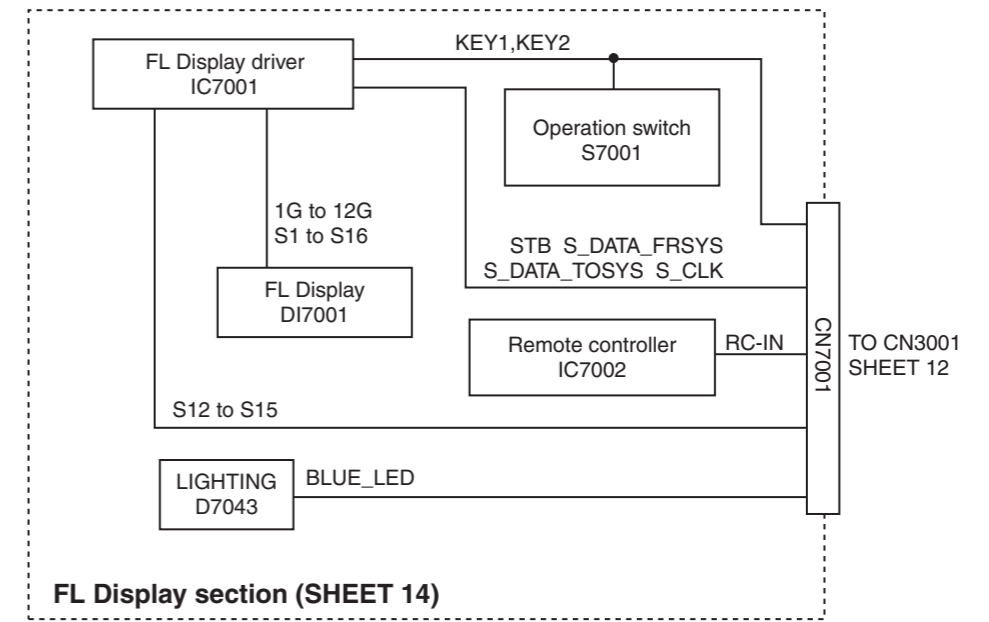 KEY1,KEY2
FL Display driver
IC7001
Operation switch
S7001
1G to 12G
S1 to S16
STB S_DATA_FRSYS
S_DATA_TOSYS S_CLK
FL Display
DI7001
Remote controller
IC7002
RC-IN
CN7001
TO CN3001
SHEET 12
S12 to S15
LIGHTING
D7043
BLUE_LED
FL Display section (SHEET 14)